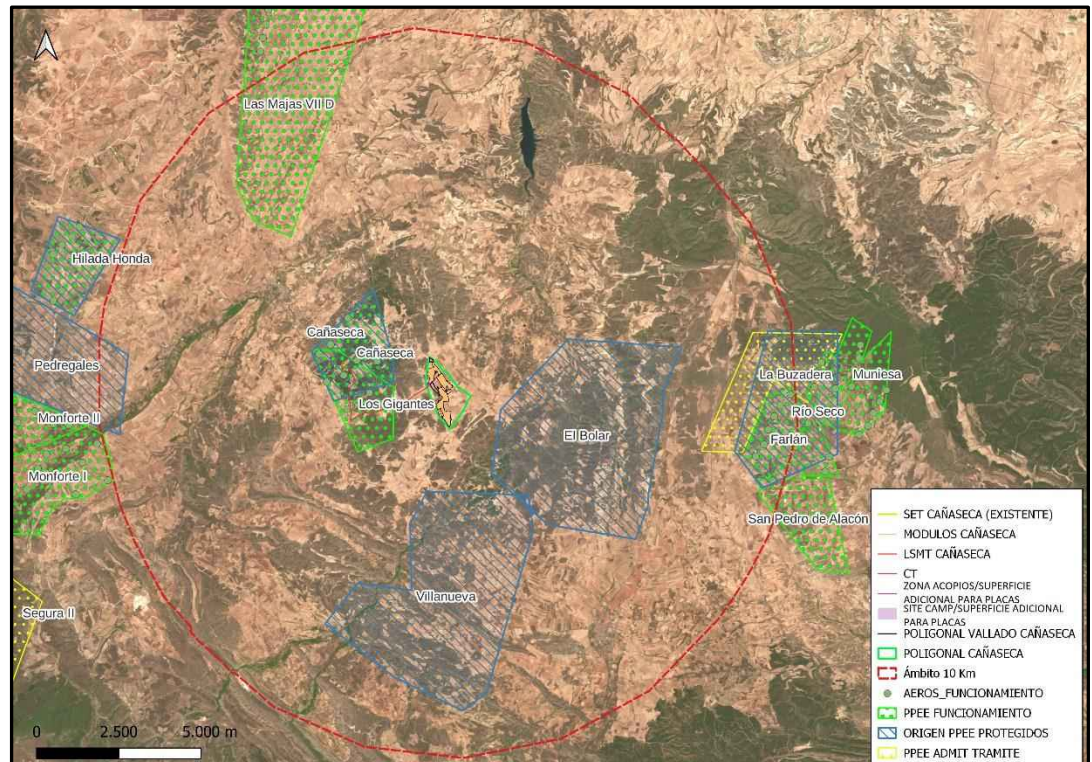 Las Majas VII D
Hilada Honda
Pedregales
Cañaseca
Cañaseca
Los Gigantes
La Buzadera
Muniesa
Río Seco
Monforte II
El Bolar
Farlán
Monforte I
San Pedro de Alacón
Villanueva
Segura II
SET CAÑASECA (EXISTENTE)
MODULOS CAÑASECA
LSMT CAÑASECA
CT
ZONA ACOPIOS/SUPERFICIE
ADICIONAL PARA PLACAS
SITE CAMP/SUPERFICIE ADICIONAL
PARA PLACAS
POLIGONAL VALLADO CAÑASECA
POLIGONAL CAÑASECA
Ámbito 10 Km
AEROS_FUNCIONAMIENTO
PPEE FUNCIONAMIENTO
ORIGEN PPEE PROTEGIDOS
PPEE ADMIT TRAMITE
0 2.500 5.000 m